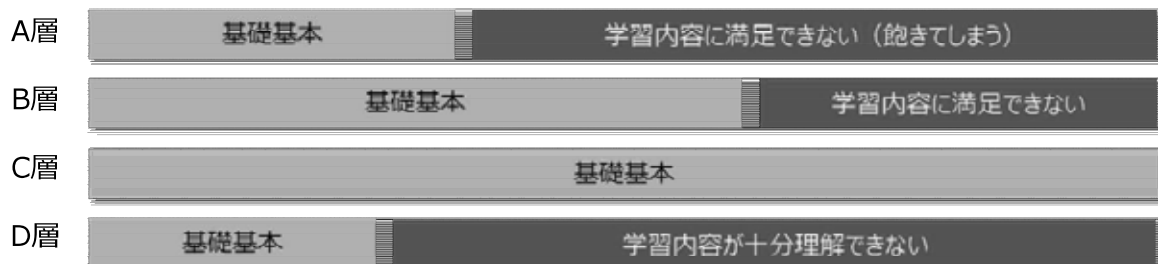 A層 基礎基本 学習内容に満足できない（飽きてしまう）
B層 基礎基本 学習内容に満足できない
C層 基礎基本
D層 基礎基本 学習内容が十分理解できない